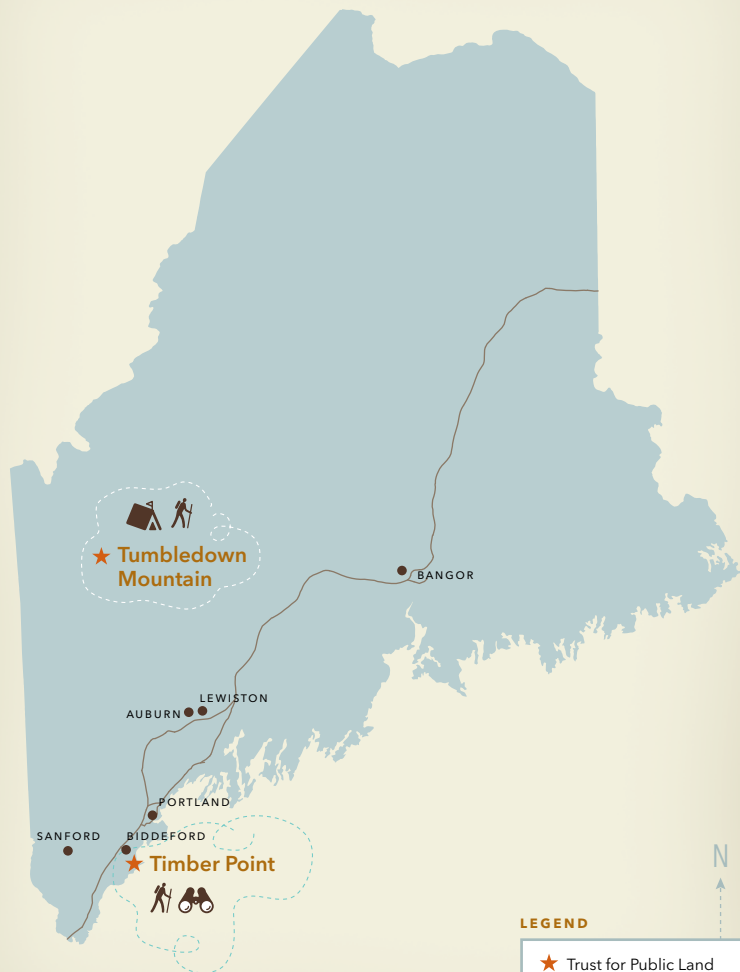 Tumbledown
Mountain
BANGOR
LEWISTON
AUBURN
PORTLAND
SANFORD
BIDDEFORD
Timber Point
N
LEGEND
Trust for Public Land